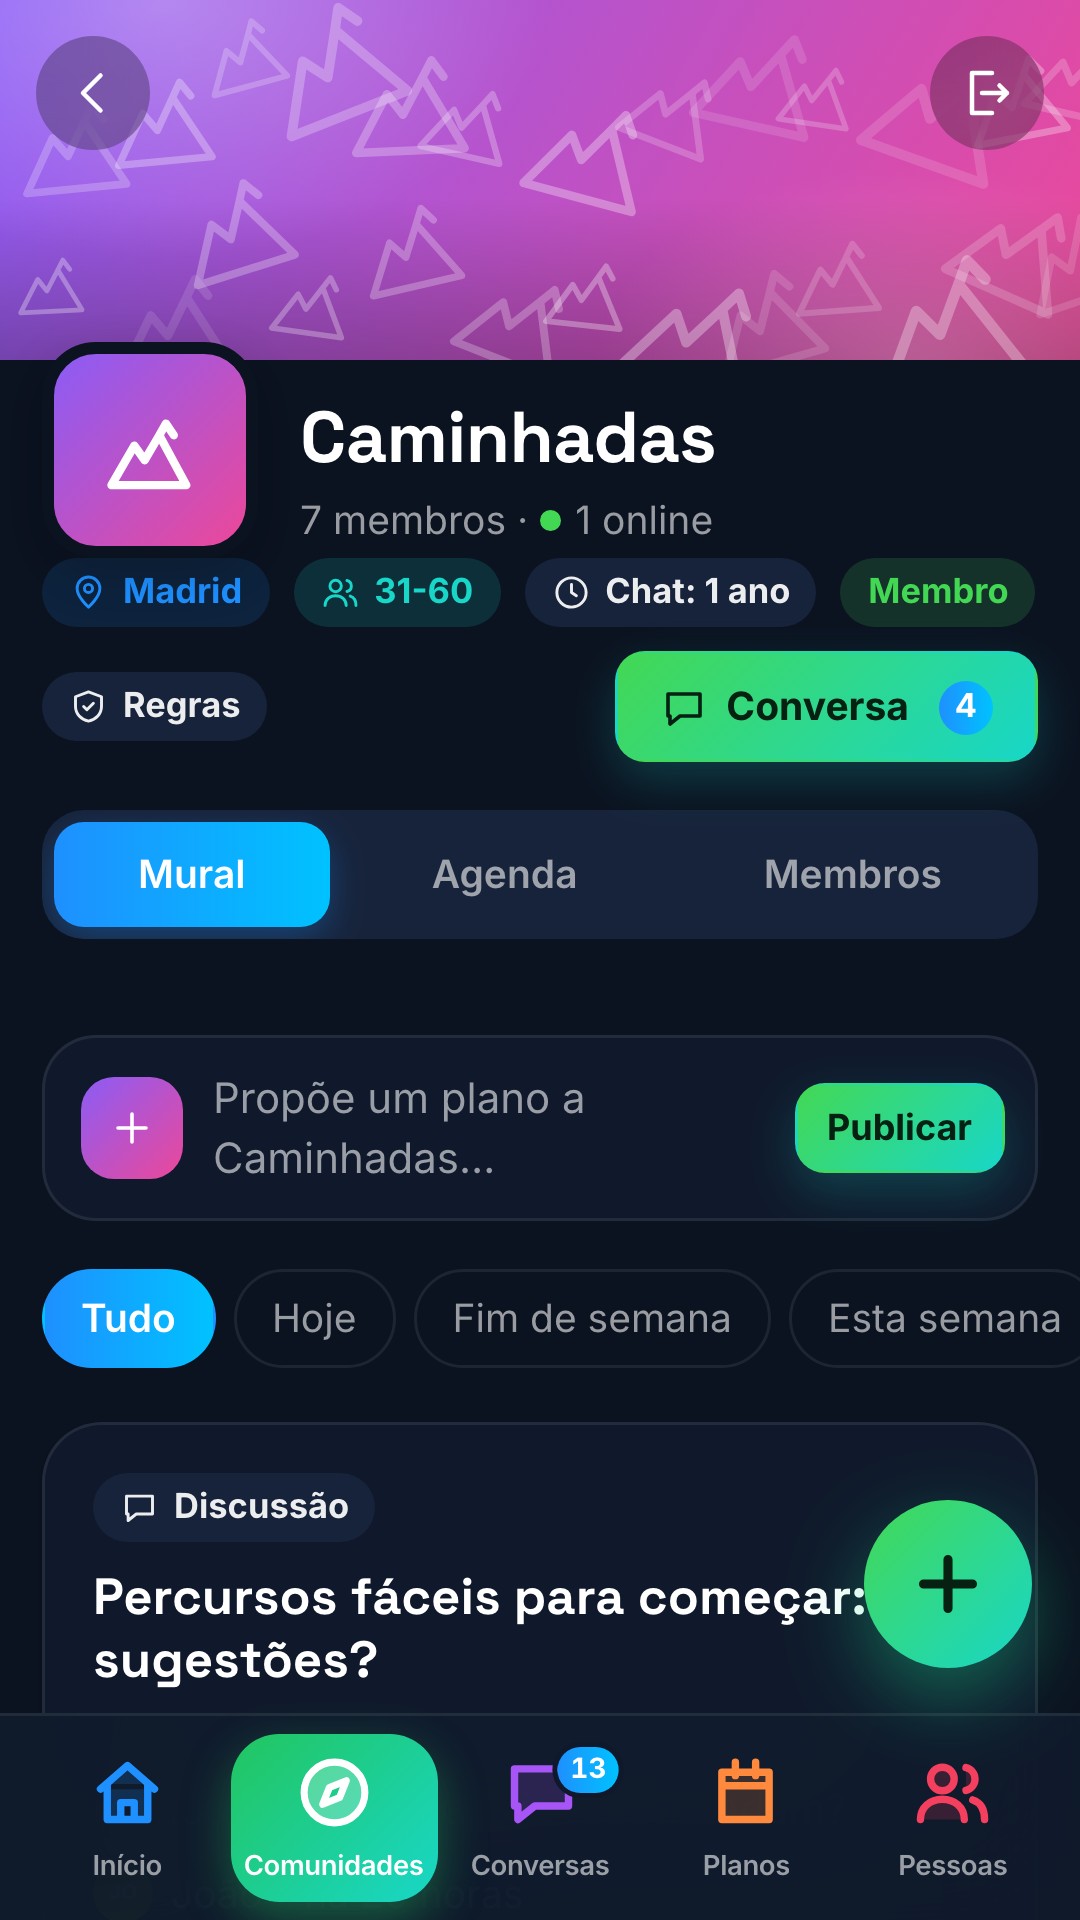 Caminhadas
7 membros · 1 online
Madrid
31-60
Chat: 1 ano
Membro
Regras
Conversa 4
Mural
Agenda
Membros
Propõe um plano a
Caminhadas...
Publicar
Tudo
Hoje
Fim de semana
Esta semana
Discussão
Percursos fáceis para começar:
sugestões?
13
Início
Comunidades
Conversas
Planos
Pessoas